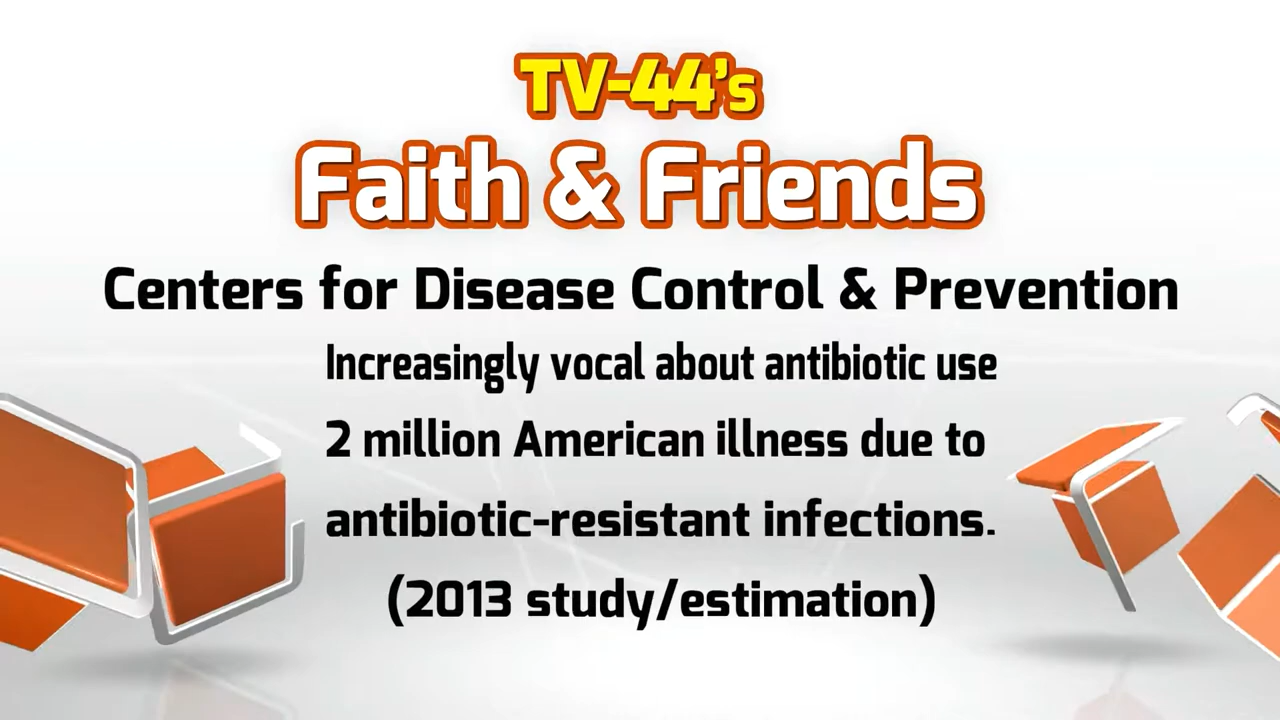 TV-44's
Faith & Friends
Centers for Disease Control & Prevention
Increasingly vocal about antibiotic use
2 million American illness due to
antibiotic-resistant infections.
(2013 study/estimation)